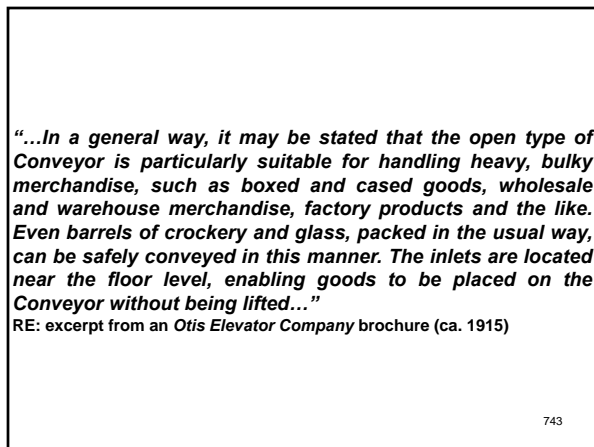 “…In a general way, it may be stated that the open type of
Conveyor is particularly suitable for handling heavy, bulky
merchandise, such as boxed and cased goods, wholesale
and warehouse merchandise, factory products and the like.
Even barrels of crockery and glass, packed in the usual way,
can be safely conveyed in this manner. The inlets are located
near the floor level, enabling goods to be placed on the
Conveyor without being lifted…”
RE: excerpt from an Otis Elevator Company brochure (ca. 1915)
743